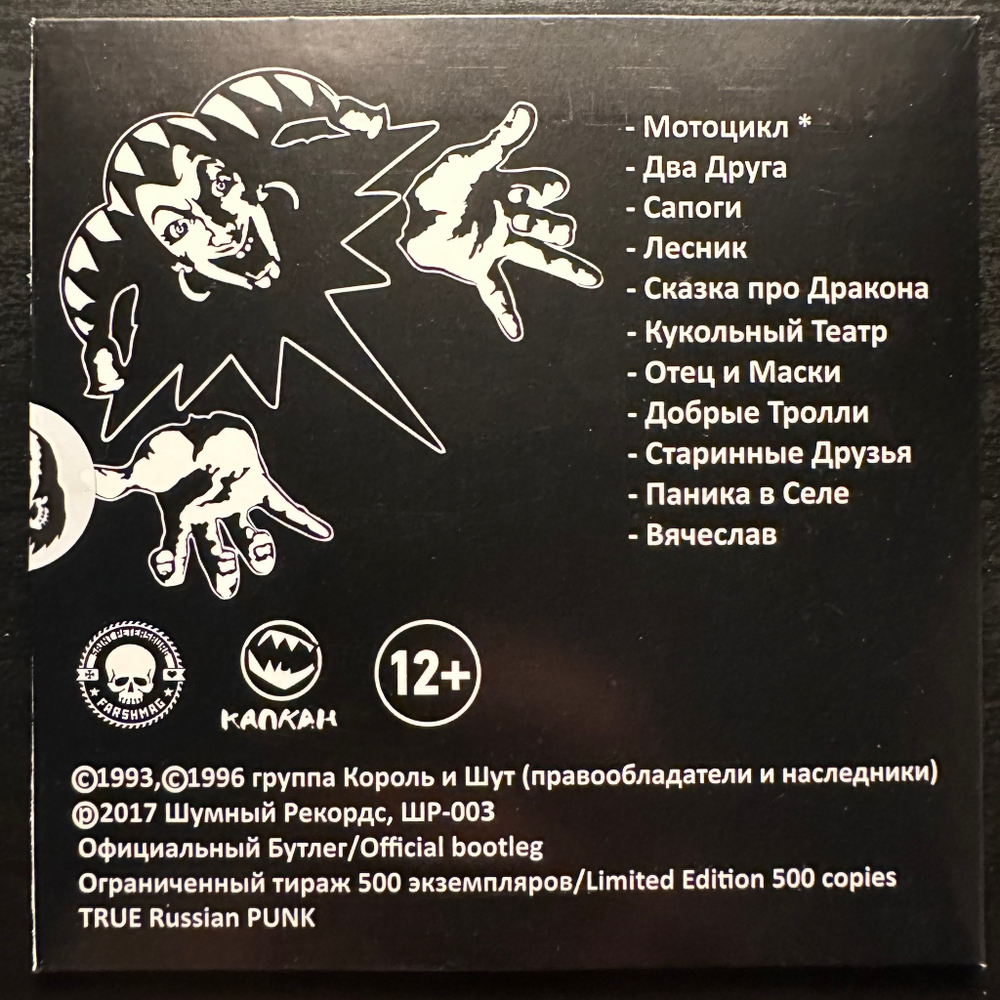 - Мотоцикл *
- Два Друга
- Сапоги
- Лесник
- Сказка про Дракона
- Кукольный Театр
- Отец и Маски
- Добрые Тролли
- Старинные Друзья
- Паника в Селе
- Вячеслав
SAINT PETERSBURG
FARSHMAG
КАПКАН
12+
©1993,©1996 группа Король и Шут (правообладатели и наследники)
℗2017 Шумный Рекордс, ШР-003
Официальный Бутлег/Official bootleg
Ограниченный тираж 500 экземпляров/Limited Edition 500 copies
TRUE Russian PUNK